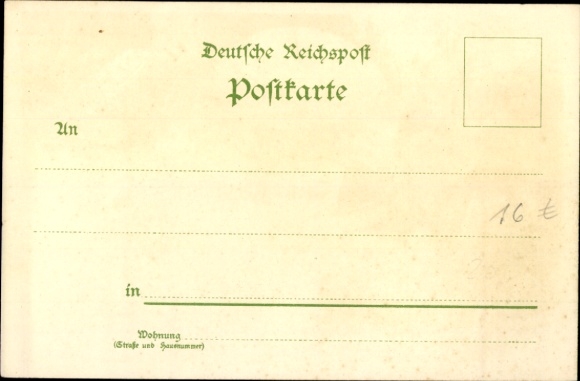 Deutsche Reichspost
Postkarte
An
16 €
in
Wohnung
(Straße und Hausnummer)